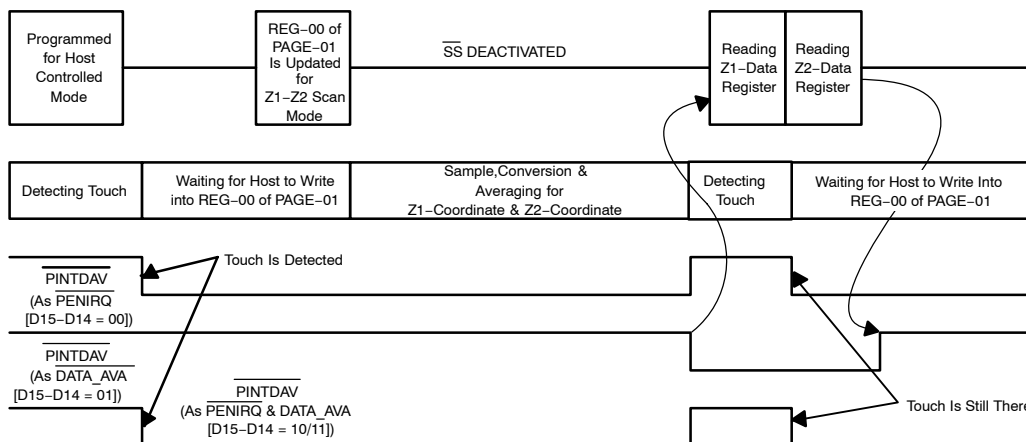 Programmed
for Host
Controlled
Mode
REG−00 of
PAGE−01
Is Updated
for
Z1−Z2 Scan
Mode
SS DEACTIVATED
Reading
Z1−Data
Register
Reading
Z2−Data
Register
Detecting Touch
Waiting for Host to Write
into REG−00 of PAGE−01
Sample,Conversion &
Averaging for
Z1−Coordinate & Z2−Coordinate
Detecting
Touch
Waiting for Host to Write Into
REG−00 of PAGE−01
Touch Is Detected
PINTDAV
(As PENIRQ
[D15−D14 = 00])
PINTDAV
(As DATA_AVA
[D15−D14 = 01])
PINTDAV
(As PENIRQ & DATA_AVA
[D15−D14 = 10/11])
Touch Is Still There